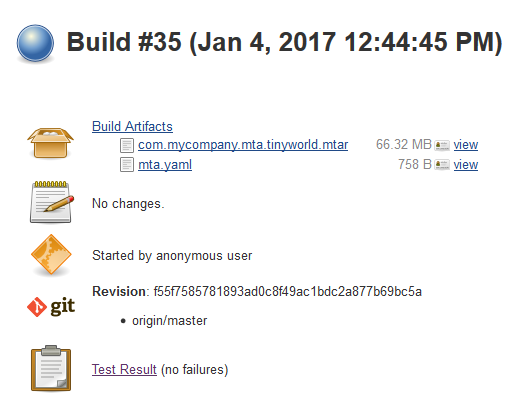 Build #35 (Jan 4, 2017 12:44:45 PM)
Build Artifacts
com.mycompany.mta.tinyworld.mtar 66.32 MB view
mta.yaml 758 B view
No changes.
Started by anonymous user
Revision: f55f7585781893ad0c8f49ac1bdc2a877b69bc5a
git
origin/master
Test Result (no failures)